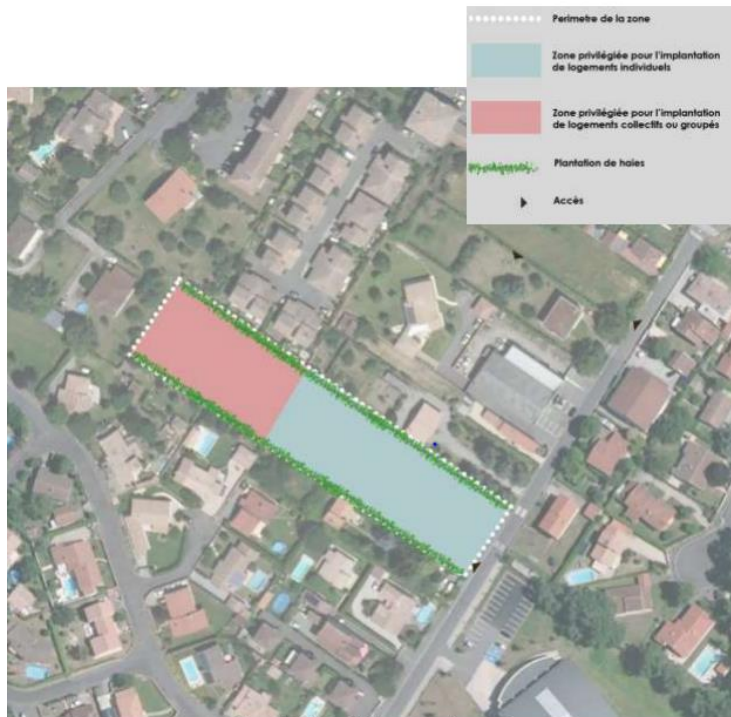 Perimetre de la zone
Zone privilégiée pour l'implantation
de logements individuels
Zone privilégiée pour l'implantation
de logements collectifs ou groupés
Plantation de haies
Accès